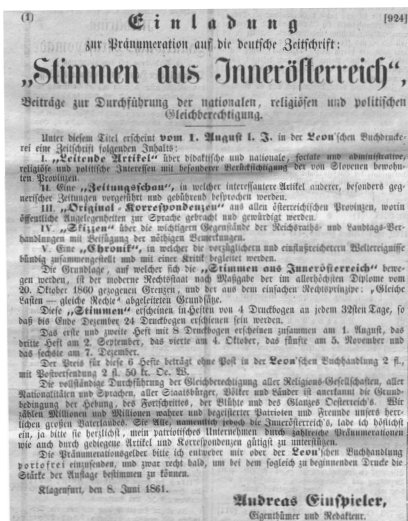 (1) [924]
Einladung
zur Pränumeration auf die deutsche Zeitschrift:
„Stimmen aus Innerösterreich“,
Beiträge zur Durchführung der nationalen, religiösen und politischen
Gleichberechtigung.
Unter diesem Titel erscheint vom 1. August l. J. in der Leon'schen Buchdrucke-
rei eine Zeitschrift folgenden Inhalts:
I. „Leitende Artikel“ über didactische und nationale, sociale und administrative,
religiöse und politische Interessen mit besonderer Berücksichtigung der von Slovenen bewohn-
ten Provinzen.
II. Eine „Zeitungsschau“, in welcher interessantere Artikel anderer, besonders geg-
nerischer Zeitungen vorgeführt und gebührend besprochen werden.
III. „Original-Korrespondenzen“ aus allen österreichischen Provinzen, worin
öffentliche Angelegenheiten zur Sprache gebracht und gewürdigt werden.
IV. „Skizzen“ über die wichtigern Gegenstände der Reichsraths- und Landtags-Ver-
handlungen mit Beifügung der nöthigen Bemerkungen.
V. Eine „Chronik“, in welcher die vorzüglichern und einflußreichern Weltereignisse
bündig zusammengestellt und mit einer Kritik begleitet werden.
Die Grundlage, auf welcher sich die „Stimmen aus Innerösterreich“ bewe-
gen werden, ist der moderne Rechtsstaat nach Maßgabe der im allerhöchsten Diplome vom
20. Oktober 1860 gezogenen Grenzen, und der aus dem einfachen Rechtsprincipe: „Gleiche
Lasten — gleiche Rechte“ abgeleiteten Grundsätze.
Diese „Stimmen“ erscheinen in Heften von 4 Druckbogen an jedem 32sten Tage, so
daß bis Ende Dezember 24 Druckbogen erschienen sein werden.
Das erste und zweite Heft mit 8 Druckbogen erscheinen zusammen am 1. August, das
dritte Heft am 2. September, das vierte am 4. Oktober, das fünfte am 5. November und
das sechste am 7. Dezember.
Der Preis für diese 6 Hefte beträgt ohne Post in der Leon'schen Buchhandlung 2 fl.,
mit Postversendung 2 fl. 50 kr. Oe. W.
Die vollständige Durchführung der Gleichberechtigung aller Religions-Gesellschaften, aller
Nationalitäten und Sprachen, aller Staatsbürger, Völker und Länder ist anerkannt die Grund-
bedingung der Hebung, des Fortschrittes, der Blüthe und des Glanzes Oesterreich's. Wir
zählen Millionen und Millionen wahrer und begeisterter Patrioten und Freunde unsers herr-
lichen großen Vaterlandes. Sie Alle, namentlich jedoch die Innerösterreich's, lade ich höflichst
ein, ja bitte sie herzlichst, mein patriotisches Unternehmen durch zahlreiche Pränumerationen
wie auch durch gediegene Artikel und Korrespondenzen gütigst zu unterstützen.
Die Pränumerationsgelder bitte ich entweder mir oder der Leon'schen Buchhandlung
portofrei einzusenden, und zwar recht bald, um bei dem sogleich zu beginnenden Drucke die
Stärke der Auflage bestimmen zu können.
Klagenfurt, den 8. Juni 1861.
Andreas Einspieler,
Eigenthümer und Redakteur.